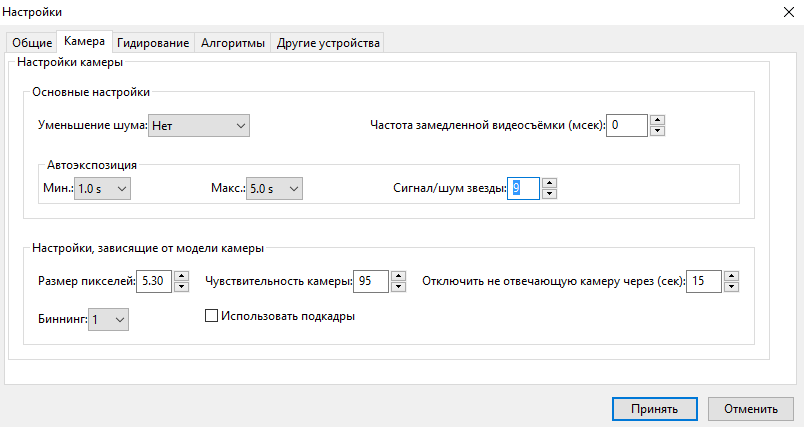 Настройки
Общие Камера Гидирование Алгоритмы Другие устройства
Настройки камеры
Основные настройки
Уменьшение шума: Нет Частота замедленной видеосъёмки (мсек): 0
Автоэкспозиция
Мин.: 1.0 s Макс.: 5.0 s Сигнал/шум звезды: 9
Настройки, зависящие от модели камеры
Размер пикселей: 5.30 Чувствительность камеры: 95 Отключить не отвечающую камеру через (сек): 15
Биннинг: 1 Использовать подкадры
Принять Отменить